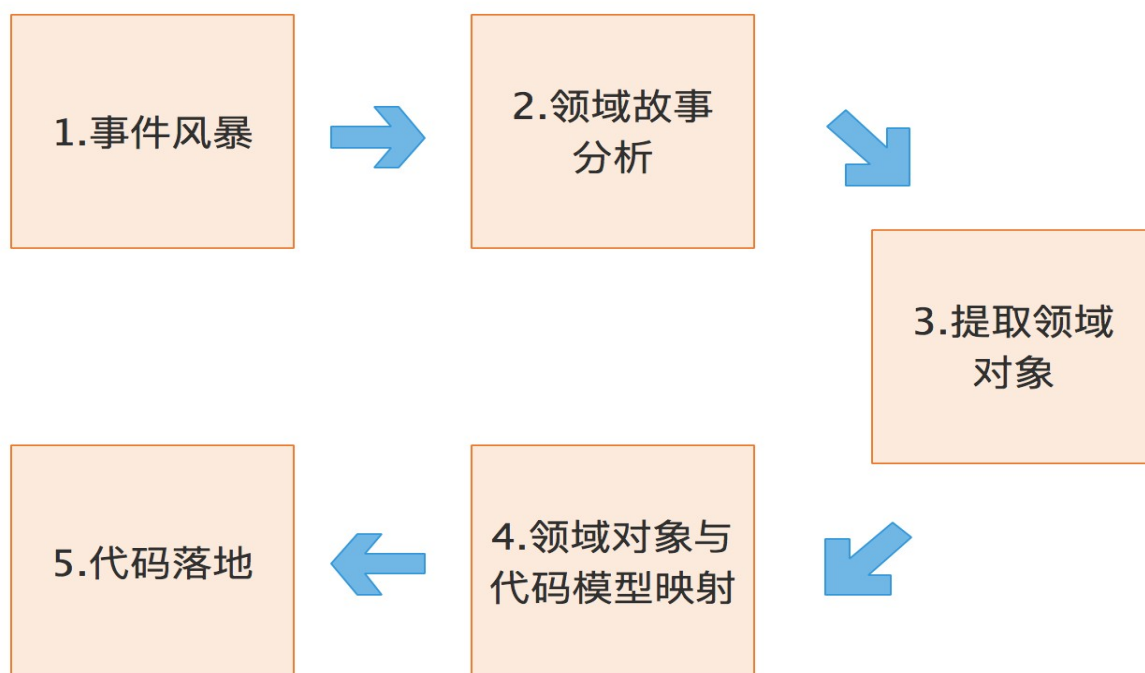 1.事件风暴
2.领域故事
分析
3.提取领域
对象
4.领域对象与
代码模型映射
5.代码落地